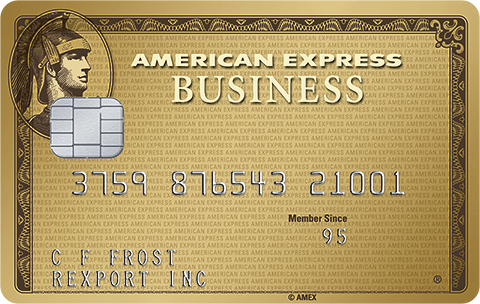 AMERICAN EXPRESS
BUSINESS
3759 876543 21001
Member Since
95
C F FROST
REXPORT INC
®
© AMEX